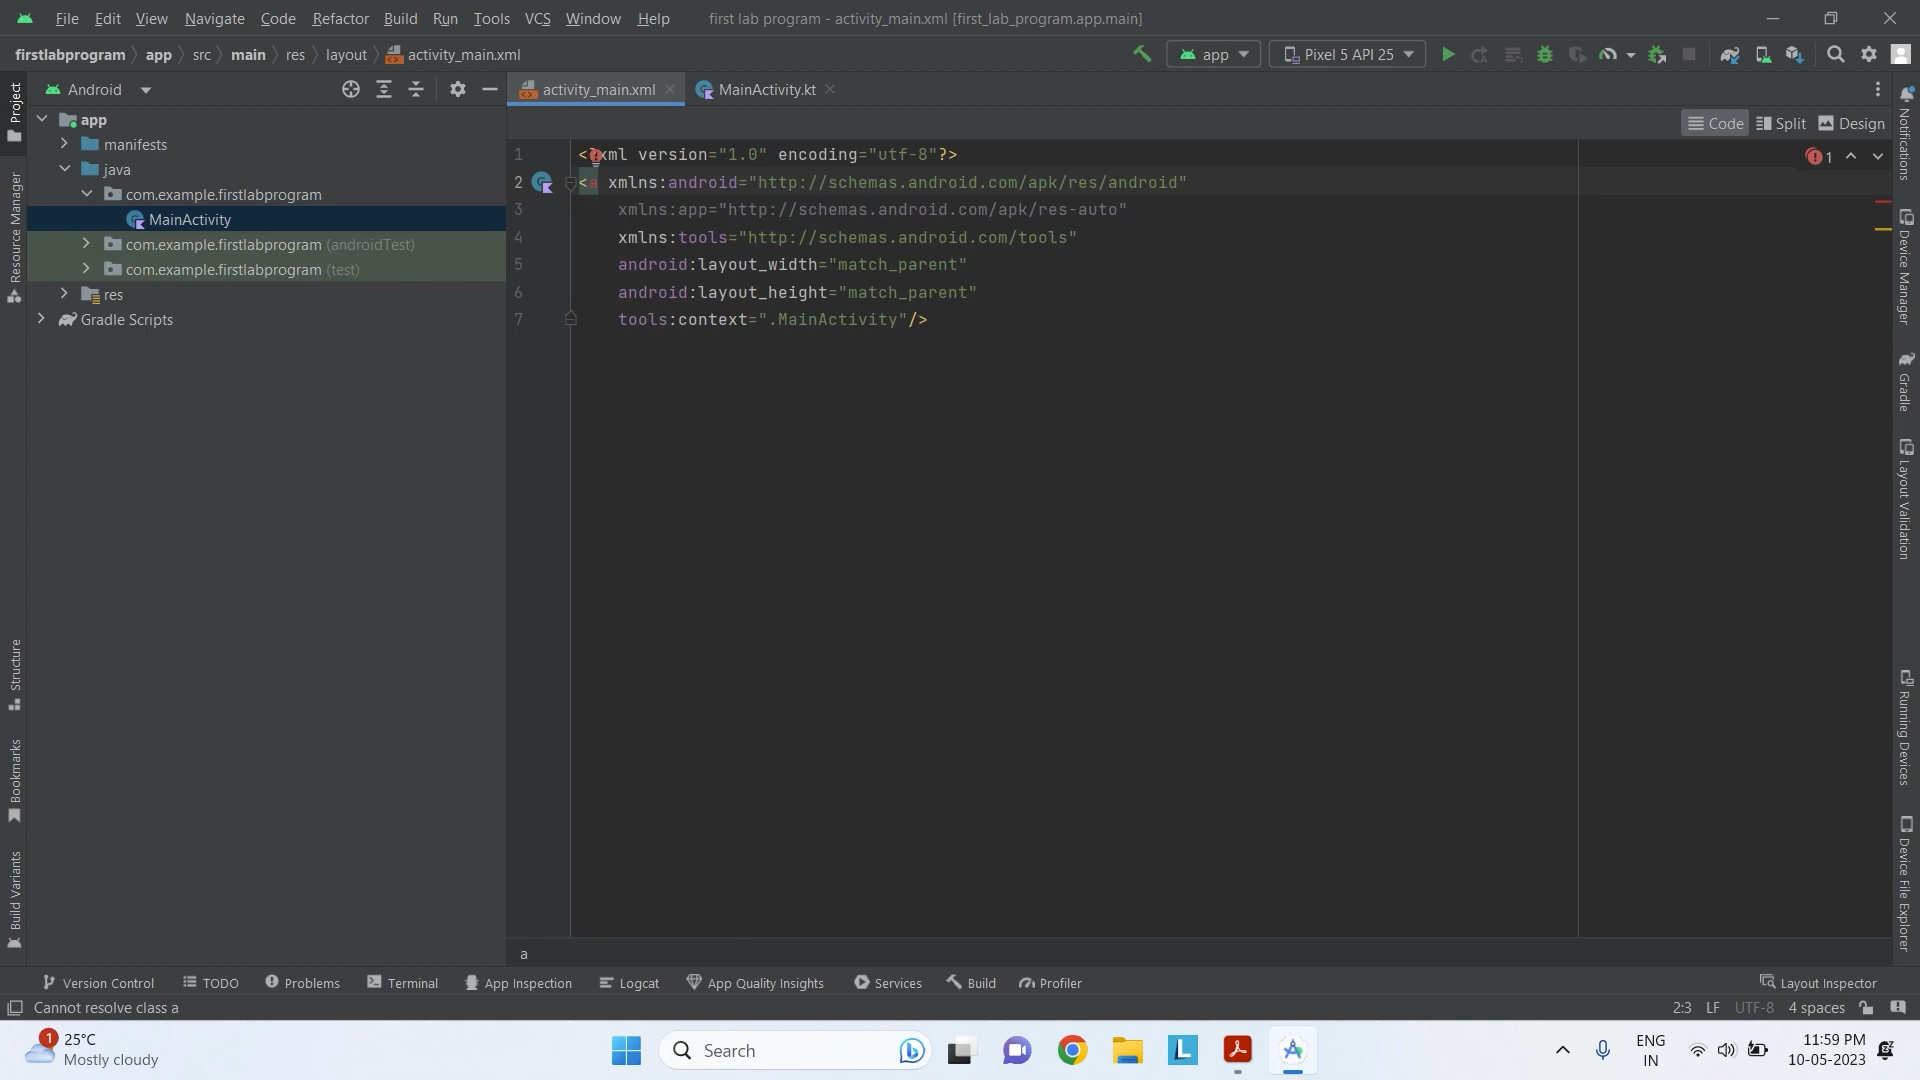 File Edit View Navigate Code Refactor Build Run Tools VCS Window Help first lab program - activity_main.xml [first_lab_program.app.main]
firstlabprogram app src main res layout activity_main.xml app Pixel 5 API 25
Android
activity_main.xml MainActivity.kt
Code Split Design
app
manifests
java
com.example.firstlabprogram
MainActivity
com.example.firstlabprogram (androidTest)
com.example.firstlabprogram (test)
res
Gradle Scripts
1 <?xml version="1.0" encoding="utf-8"?>
2 <a xmlns:android="http://schemas.android.com/apk/res/android"
3 xmlns:app="http://schemas.android.com/apk/res-auto"
4 xmlns:tools="http://schemas.android.com/tools"
5 android:layout_width="match_parent"
6 android:layout_height="match_parent"
7 tools:context=".MainActivity"/>
1
a
Project
Resource Manager
Structure
Bookmarks
Build Variants
Notifications
Device Manager
Gradle
Layout Validation
Running Devices
Device File Explorer
Version Control TODO Problems Terminal App Inspection Logcat App Quality Insights Services Build Profiler Layout Inspector
Cannot resolve class a 2:3 LF UTF-8 4 spaces
1 25°C
Mostly cloudy
Search
L
ENG
IN
11:59 PM
10-05-2023